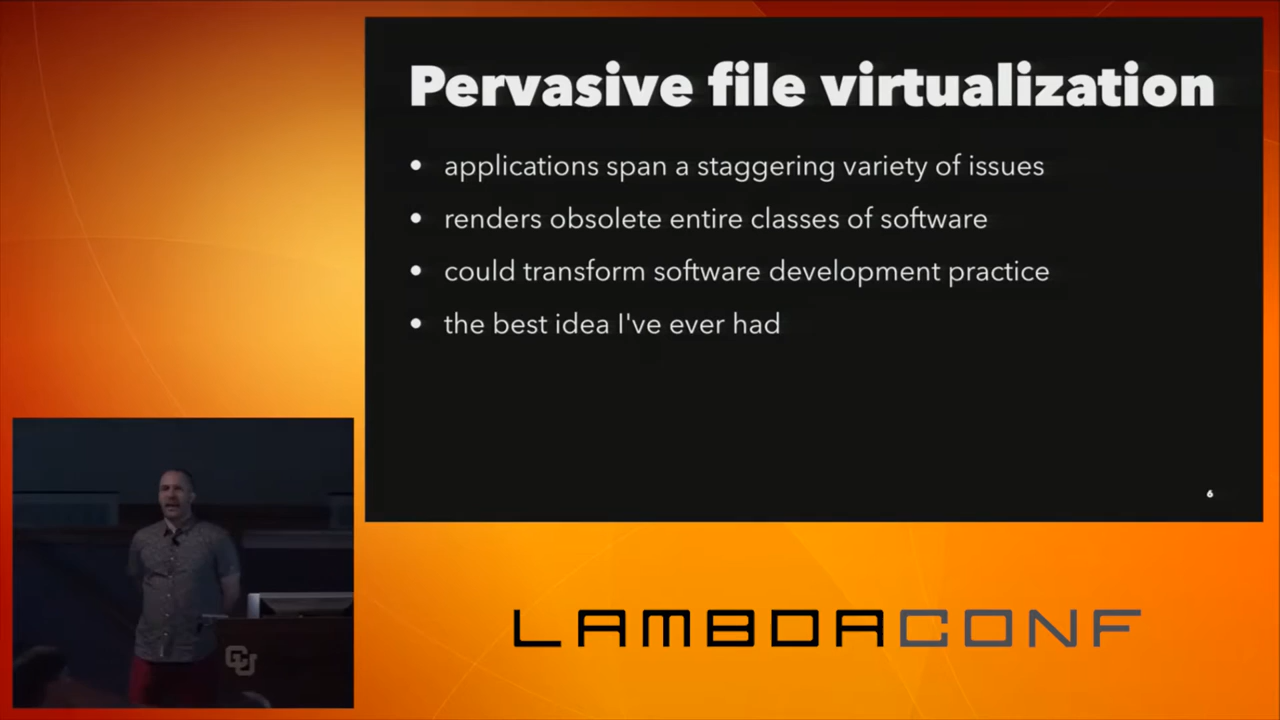 Pervasive file virtualization
• applications span a staggering variety of issues
• renders obsolete entire classes of software
• could transform software development practice
• the best idea I've ever had
6
CU
LAMBDACONF